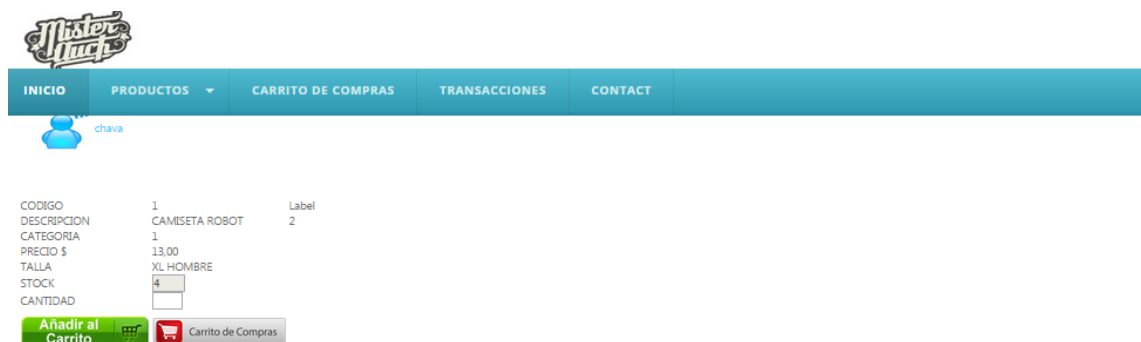 Mister Ouch
INICIO PRODUCTOS CARRITO DE COMPRAS TRANSACCIONES CONTACT
chava
CODIGO 1 Label
DESCRIPCION CAMISETA ROBOT 2
CATEGORIA 1
PRECIO $ 13,00
TALLA XL HOMBRE
STOCK 4
CANTIDAD
Añadir al Carrito Carrito de Compras